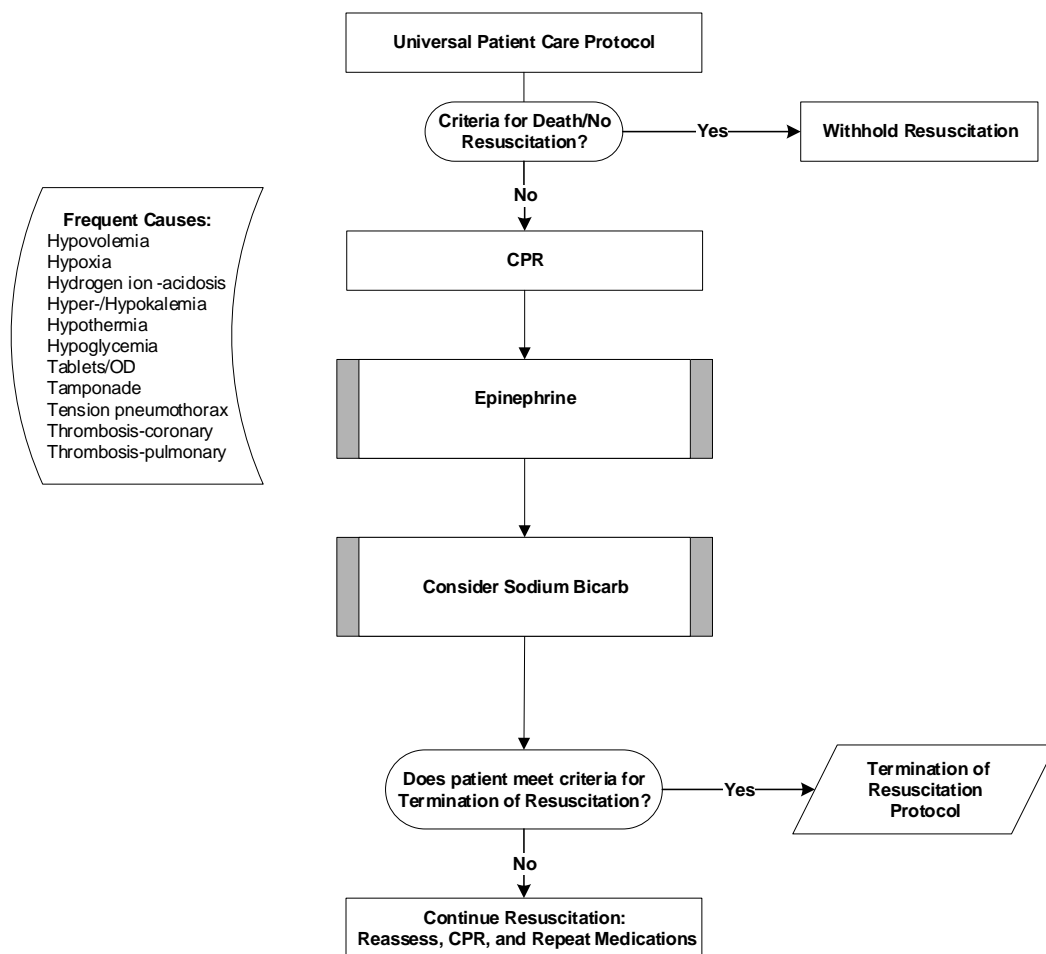 Universal Patient Care Protocol
Criteria for Death/No
Resuscitation?
Yes
Withhold Resuscitation
No
Frequent Causes:
Hypovolemia
Hypoxia
Hydrogen ion -acidosis
Hyper-/Hypokalemia
Hypothermia
Hypoglycemia
Tablets/OD
Tamponade
Tension pneumothorax
Thrombosis-coronary
Thrombosis-pulmonary
CPR
Epinephrine
Consider Sodium Bicarb
Does patient meet criteria for
Termination of Resuscitation?
Yes
Termination of
Resuscitation
Protocol
No
Continue Resuscitation:
Reassess, CPR, and Repeat Medications